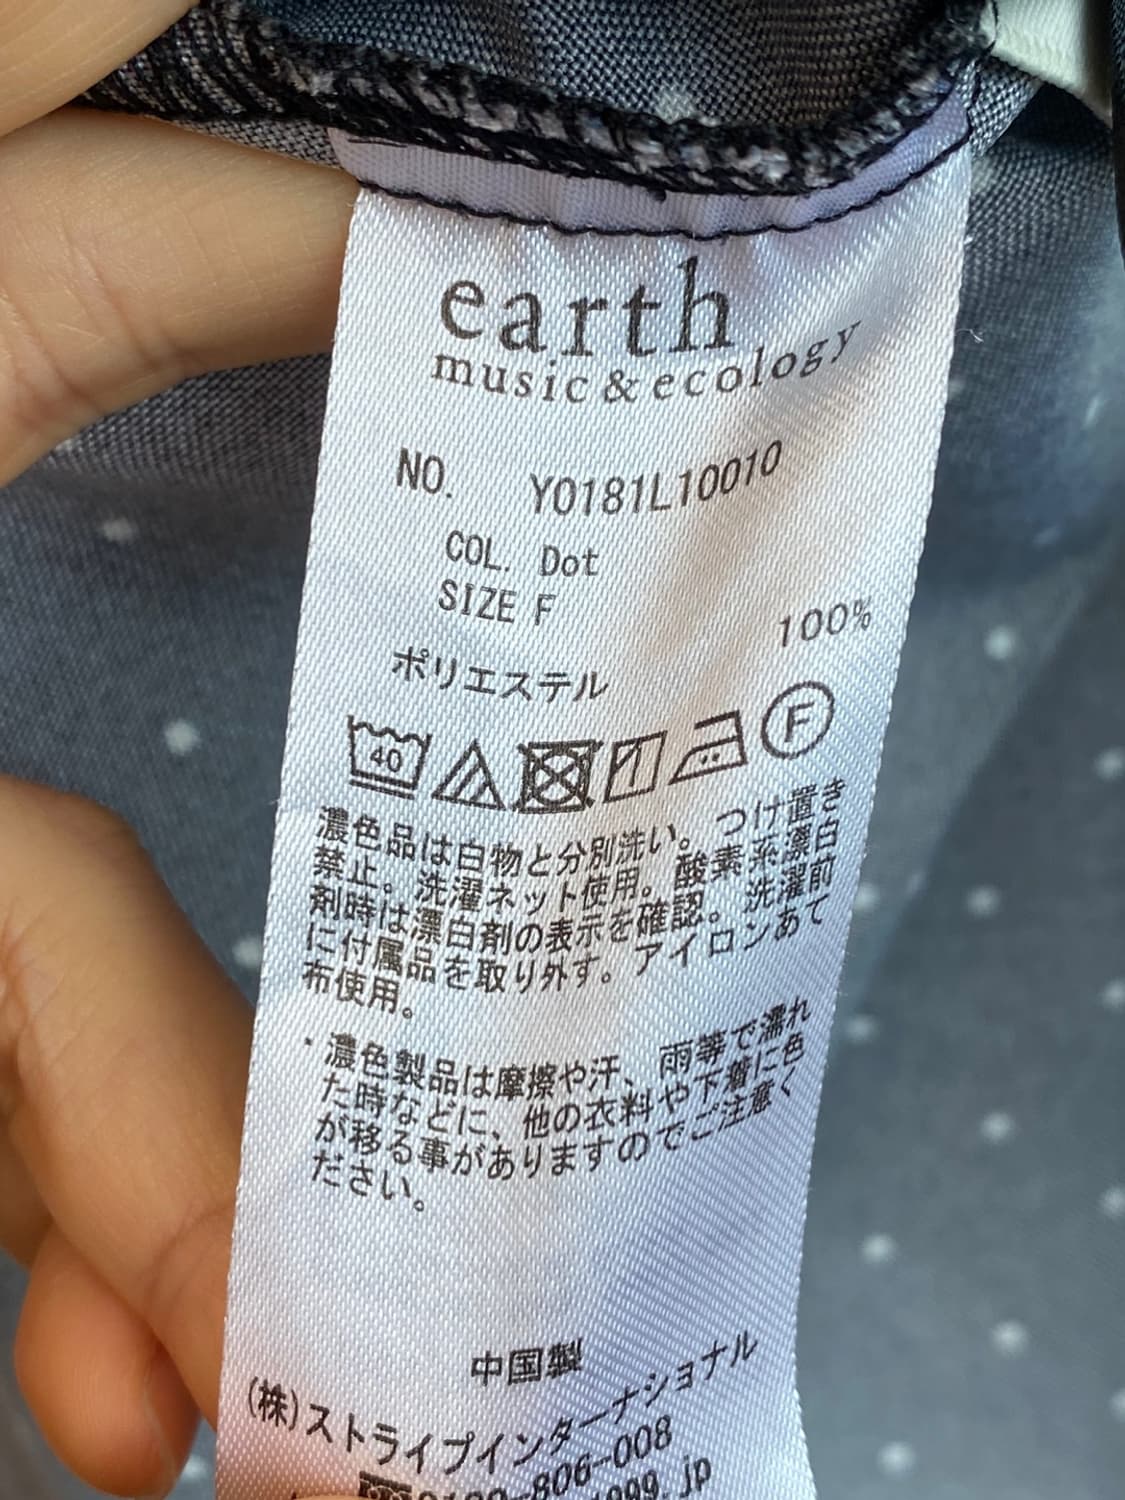 earth
music & ecology
NO. Y0181L10010
COL. Dot
SIZE F
ポリエステル 100%
40
F
濃色品は白物と分別洗い。つけ置き
禁止。洗濯ネット使用。酸素系漂白
剤時は漂白剤の表示を確認。洗濯前
に付属品を取り外す。アイロンあて
布使用。
・濃色製品は摩擦や汗、雨等で濡れ
た時などに、他の衣料や下着に色
が移る事がありますのでご注意く
ださい。
中国製
(株)ストライプインターナショナル
-806-008
999.jp